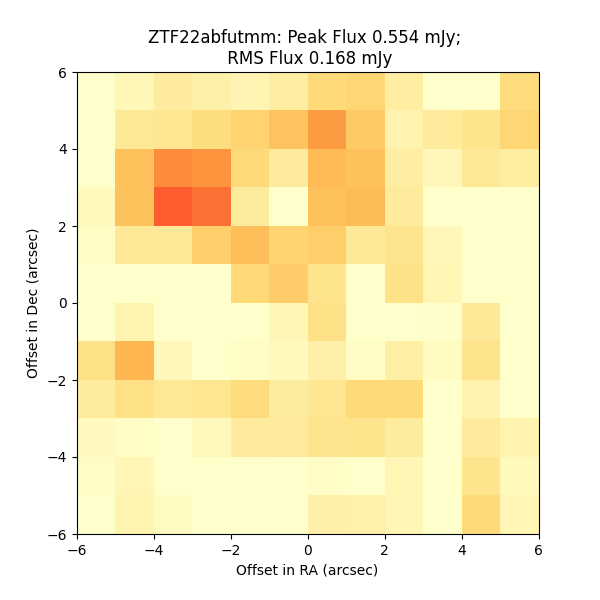 ZTF22abfutmm: Peak Flux 0.554 mJy;
RMS Flux 0.168 mJy
6
4
2
0
−2
−4
−6
Offset in Dec (arcsec)
−6 −4 −2 0 2 4 6
Offset in RA (arcsec)